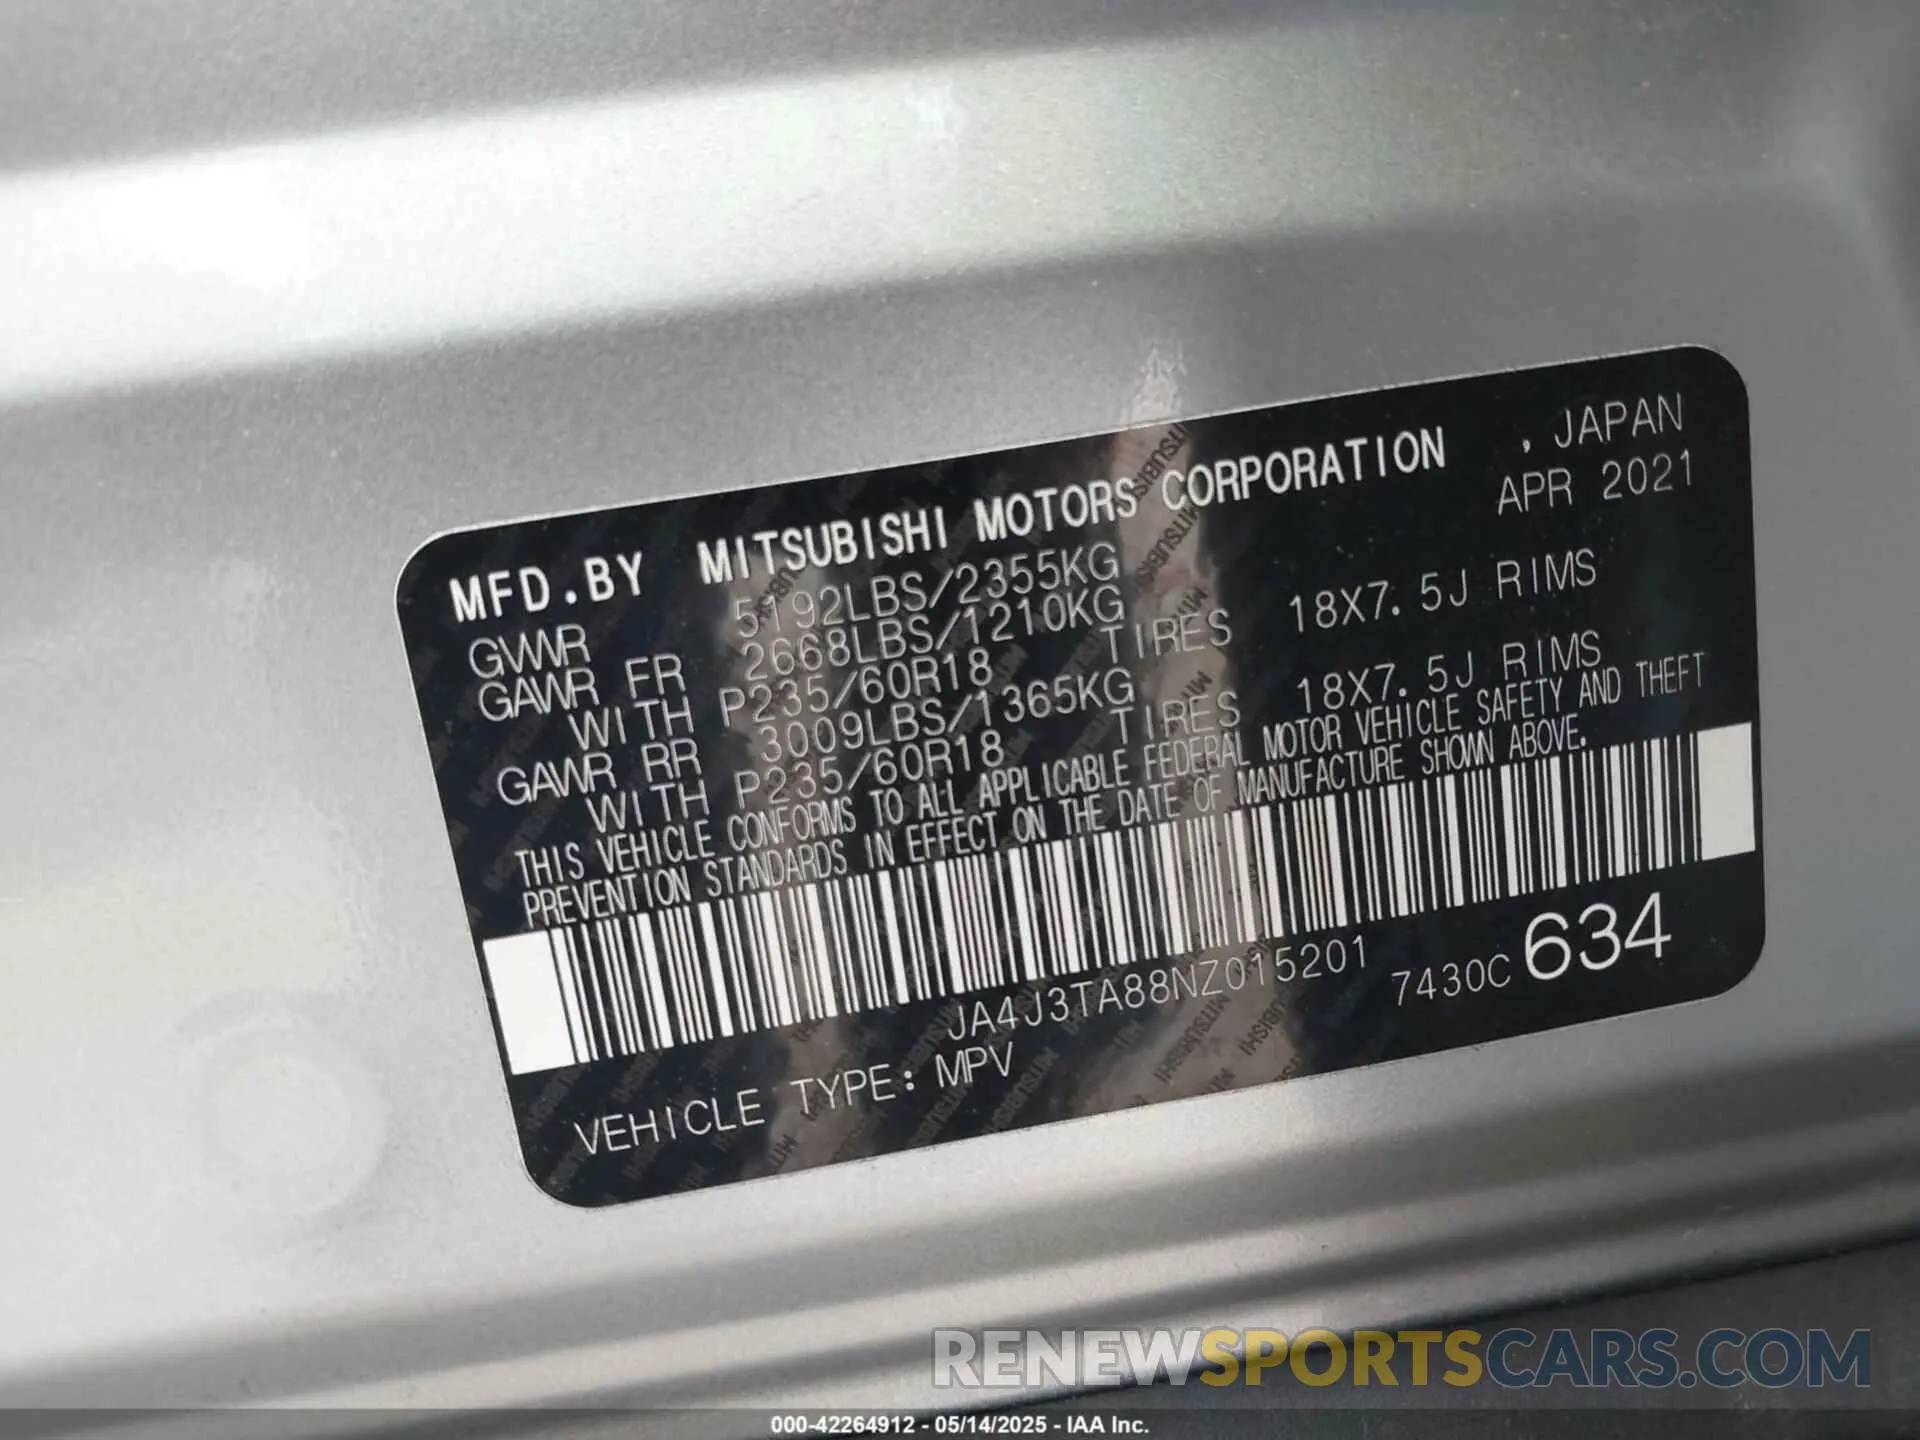 MFD.BY MITSUBISHI MOTORS CORPORATION , JAPAN
APR 2021
GVWR 5192LBS/2355KG
GAWR FR 2668LBS/1210KG
WITH P235/60R18 TIRES 18X7.5J RIMS
GAWR RR 3009LBS/1365KG
WITH P235/60R18 TIRES 18X7.5J RIMS
THIS VEHICLE CONFORMS TO ALL APPLICABLE FEDERAL MOTOR VEHICLE SAFETY AND THEFT
PREVENTION STANDARDS IN EFFECT ON THE DATE OF MANUFACTURE SHOWN ABOVE.
JA4J3TA88NZ015201 7430C 634
VEHICLE TYPE: MPV
RENEWSPORTSCARS.COM
000-42264912 - 05/14/2025 - IAA Inc.